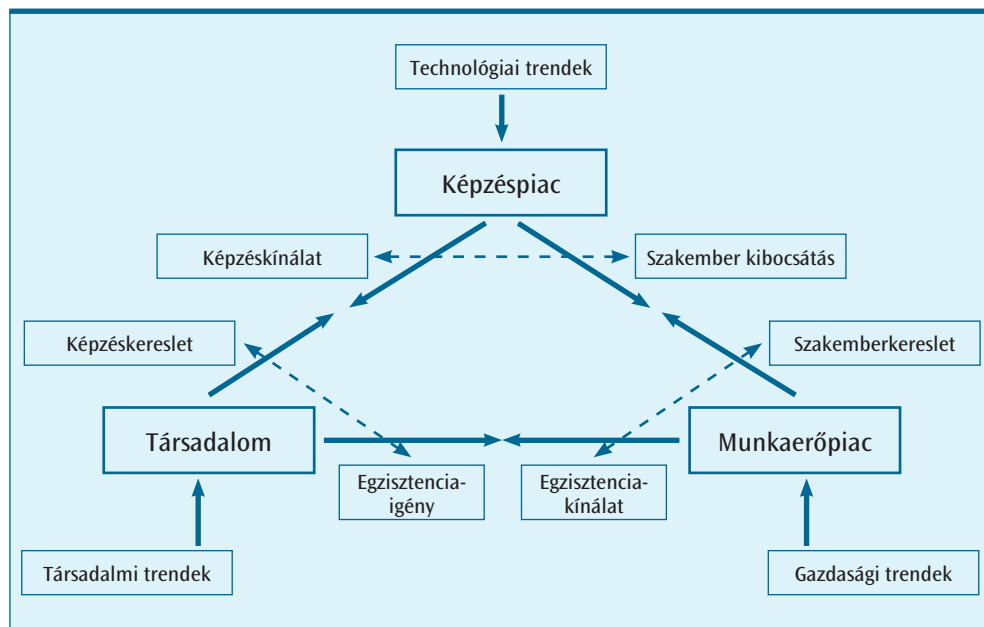 Technológiai trendek
Képzéspiac
Képzéskínálat
Szakember kibocsátás
Képzéskereslet
Szakemberkereslet
Társadalom
Munkaerőpiac
Egzisztencia-
igény
Egzisztencia-
kínálat
Társadalmi trendek
Gazdasági trendek